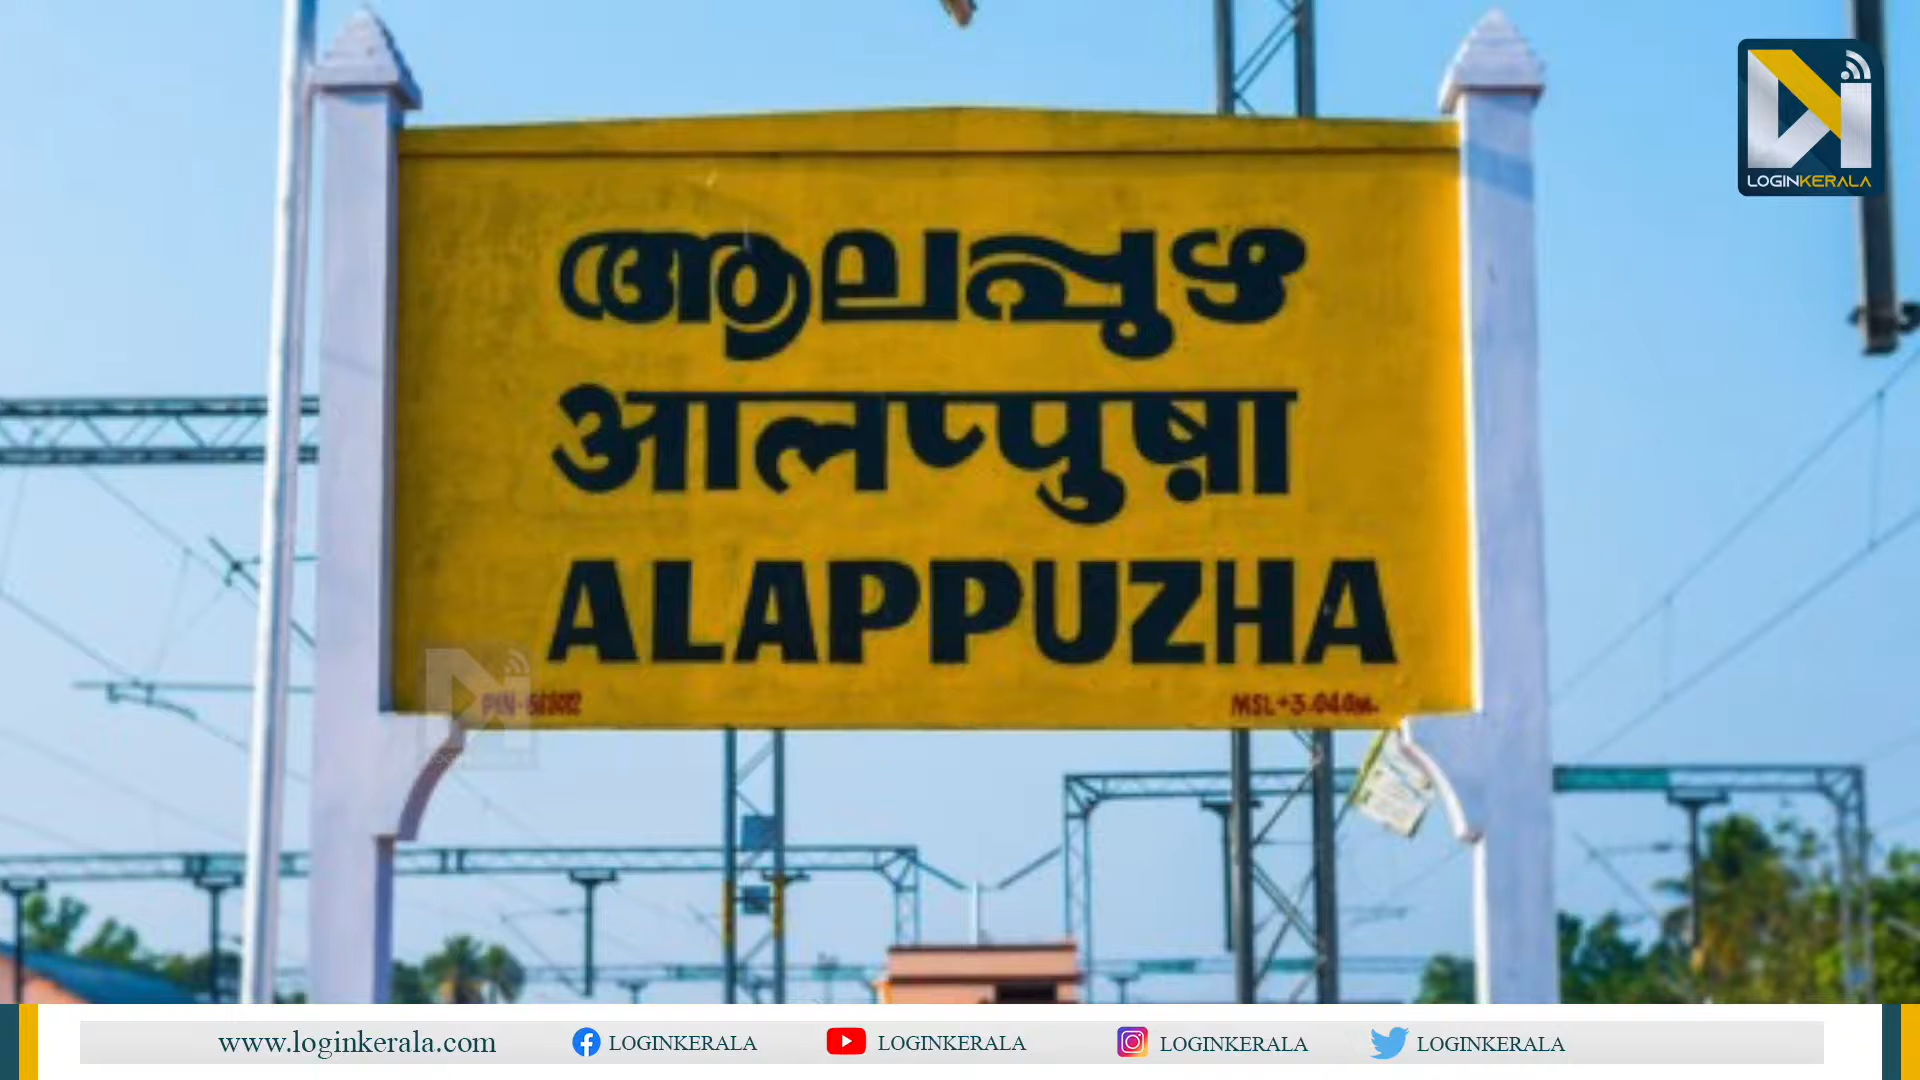 LOGINKERALA
ആലപ്പുഴ
आलप्पुष़ा
ALAPPUZHA
www.loginkerala.com LOGINKERALA LOGINKERALA LOGINKERALA LOGINKERALA